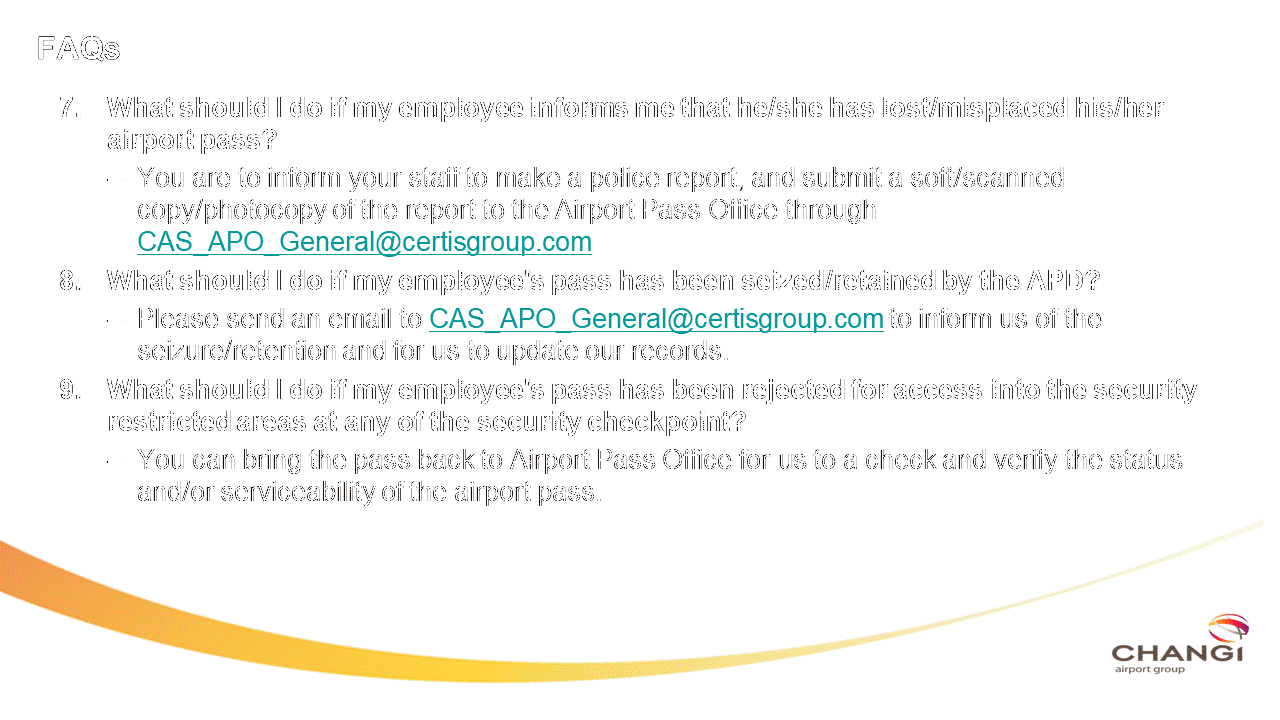 FAQs
7. What should I do if my employee informs me that he/she has lost/misplaced his/her
airport pass?
– You are to inform your staff to make a police report, and submit a soft/scanned
copy/photocopy of the report to the Airport Pass Office through
CAS_APO_General@certisgroup.com
8. What should I do if my employee's pass has been seized/retained by the APD?
– Please send an email to CAS_APO_General@certisgroup.com to inform us of the
seizure/retention and for us to update our records.
9. What should I do if my employee's pass has been rejected for access into the security
restricted areas at any of the security checkpoint?
– You can bring the pass back to Airport Pass Office for us to a check and verify the status
and/or serviceability of the airport pass.
CHANGI
airport group